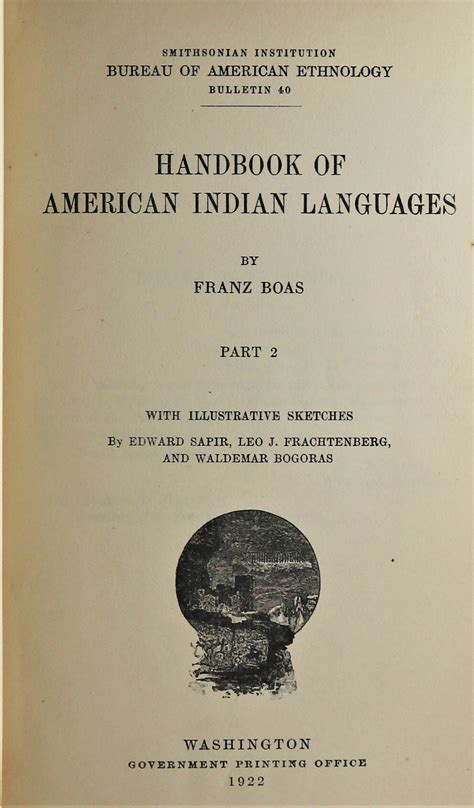 SMITHSONIAN INSTITUTION
BUREAU OF AMERICAN ETHNOLOGY
BULLETIN 40
HANDBOOK OF
AMERICAN INDIAN LANGUAGES
BY
FRANZ BOAS
PART 2
WITH ILLUSTRATIVE SKETCHES
By EDWARD SAPIR, LEO J. FRACHTENBERG,
AND WALDEMAR BOGORAS
WASHINGTON
GOVERNMENT PRINTING OFFICE
1922